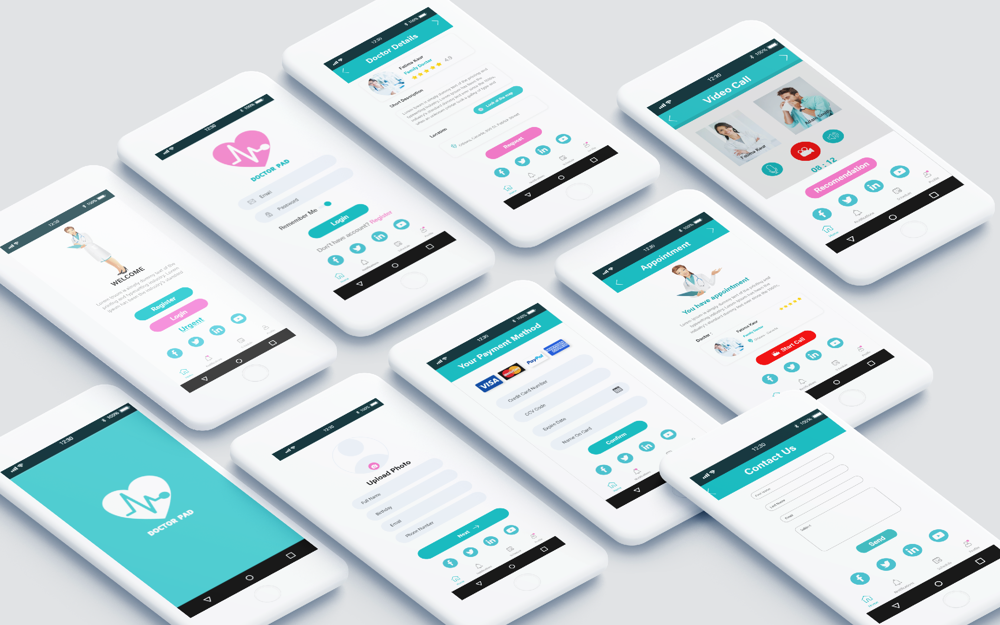 12:30
100%
WELCOME
Lorem Ipsum is simply dummy text of the
printing and typesetting industry. Lorem
Ipsum has been the industry's standard
Register
Login
Urgent
Home
Notifications
Schedule
Profile
12:30
100%
DOCTOR PAD
Email
Password
Remember Me
Login
Don't have account? Register
Home
Notifications
Schedule
Profile
12:30
100%
Doctor Details
Fatima Kaur
Family Doctor
4.9
Short Description
Lorem Ipsum is simply dummy text of the printing and
typesetting industry. Lorem Ipsum has been the
industry's standard dummy text ever since the 1500s,
when an unknown printer took a galley of type and
Look at the map
Location
Ottawa, Canade, 500 St. Patrick Street
Request
Home
Notifications
Schedule
Profile
12:30
100%
Video Call
Fatima Kaur
Adam Smith
08 : 12
Recomendation
Home
Notifications
Schedule
Profile
12:30
100%
Appointment
You have appointment
Lorem Ipsum is simply dummy text of the printing and
typesetting industry. Lorem Ipsum has been the
industry's standard dummy text ever since the 1500s,
Doctor :
Fatima Kaur
Family Doctor
Ottawa - Canada
Start Call
Notifications
Schedule
Profile
12:30
100%
DOCTOR PAD
12:30
100%
Upload Photo
Full Name
Birthday
Email
Phone Number
Next
Home
Notifications
Schedule
Profile
12:30
100%
Your Payment Method
VISA
MasterCard
PayPal
AMERICAN
EXPRESS
Credit Card Number
CCV Code
Expire Date
Name On Card
Confirm
Home
Notifications
12:30
100%
Contact Us
First Name
Last Name
Email
Subject
Send
Home
Notifications
Schedule
Profile